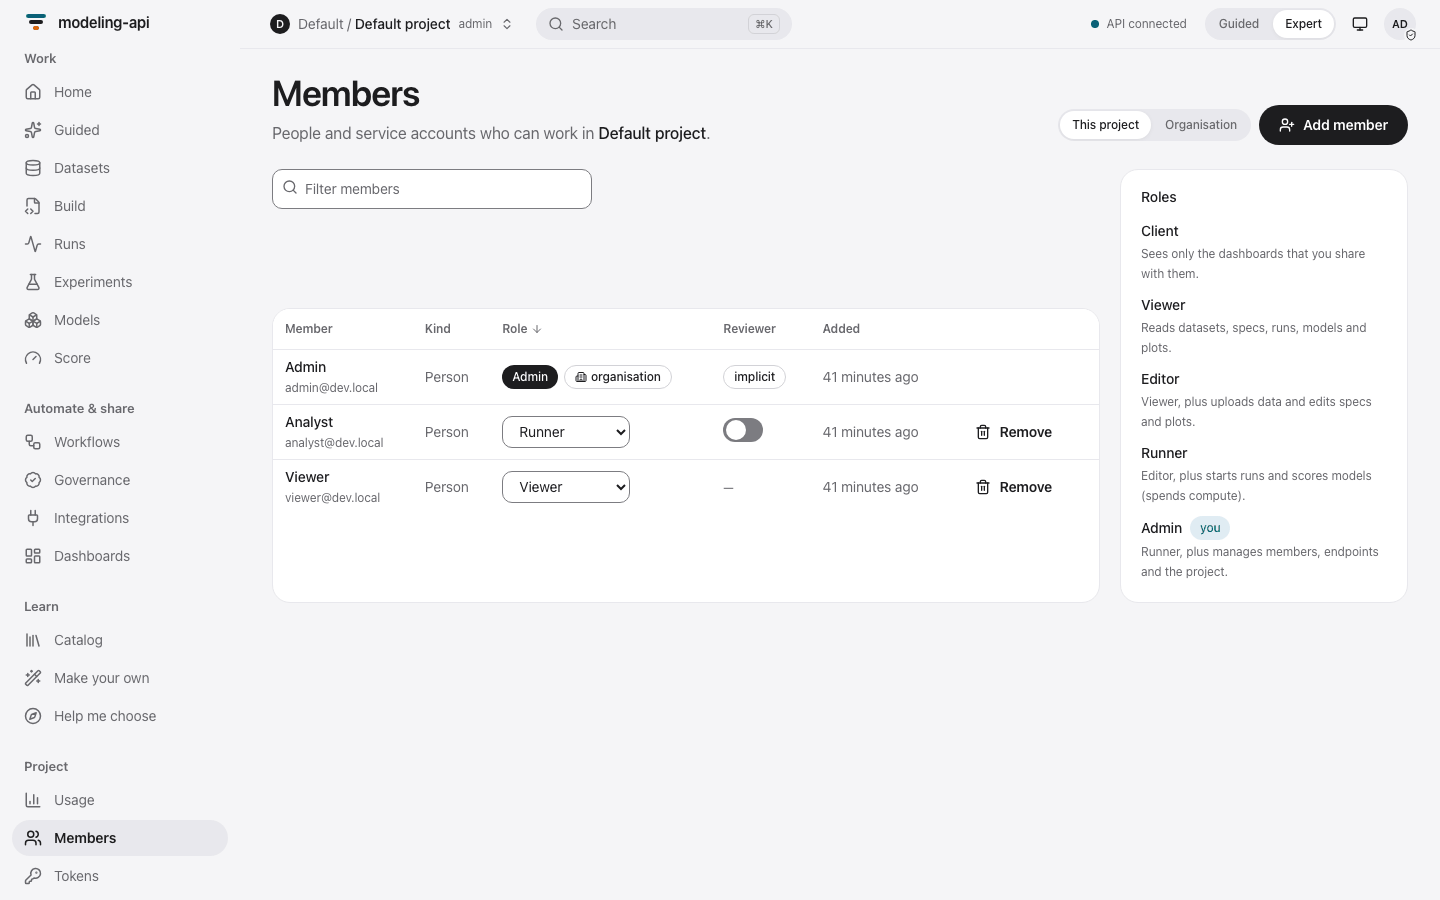 modeling-api
Default / Default project admin
Search
⌘K
API connected
Guided
Expert
AD
D
Work
Home
Guided
Datasets
Build
Runs
Experiments
Models
Score
Automate & share
Workflows
Governance
Integrations
Dashboards
Learn
Catalog
Make your own
Help me choose
Project
Usage
Members
Tokens
Members
People and service accounts who can work in Default project.
This project
Organisation
Add member
Filter members
Member Kind Role ↓ Reviewer Added
Admin
admin@dev.local
Person
Admin
organisation
implicit
41 minutes ago
Analyst
analyst@dev.local
Person
Runner
41 minutes ago
Remove
Viewer
viewer@dev.local
Person
Viewer
–
41 minutes ago
Remove
Roles
Client
Sees only the dashboards that you share
with them.
Viewer
Reads datasets, specs, runs, models and
plots.
Editor
Viewer, plus uploads data and edits specs
and plots.
Runner
Editor, plus starts runs and scores models
(spends compute).
Admin you
Runner, plus manages members, endpoints
and the project.